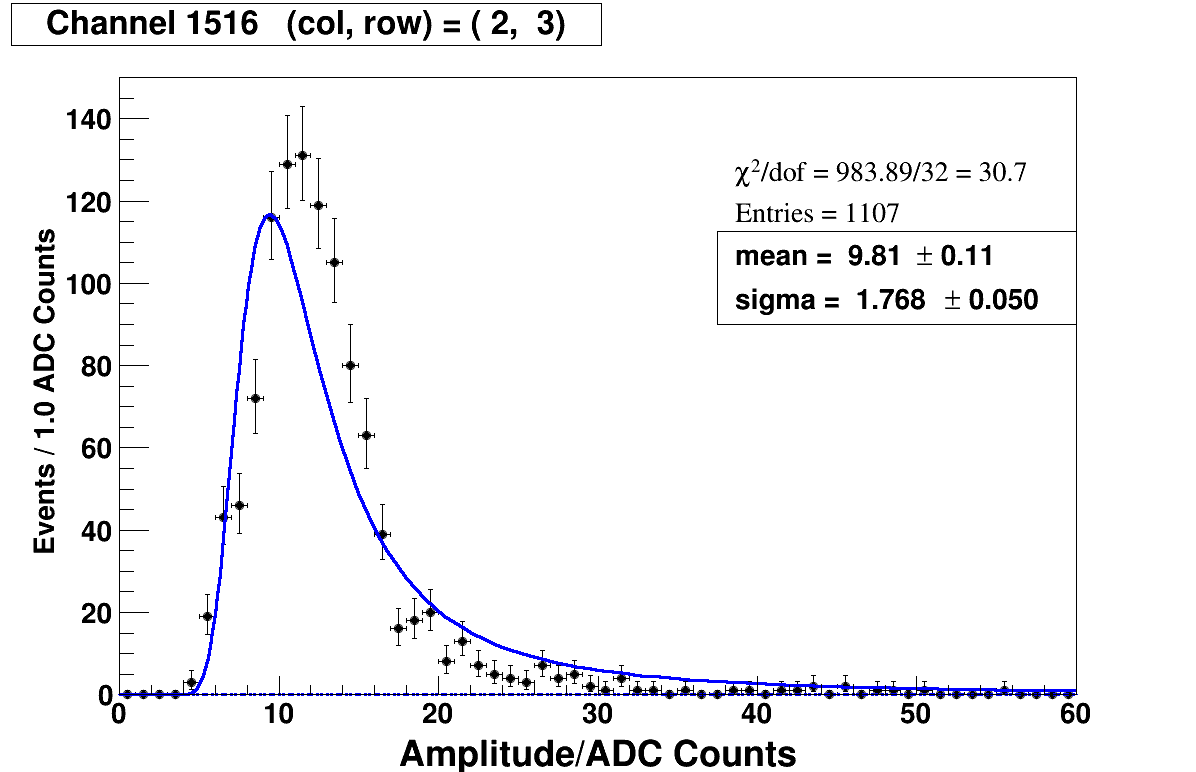 Channel 1516 (col, row) = ( 2, 3)
χ²/dof = 983.89/32 = 30.7
Entries = 1107
mean = 9.81 ± 0.11
sigma = 1.768 ± 0.050
Events / 1.0 ADC Counts
140
120
100
80
60
40
20
0
0 10 20 30 40 50 60
Amplitude/ADC Counts